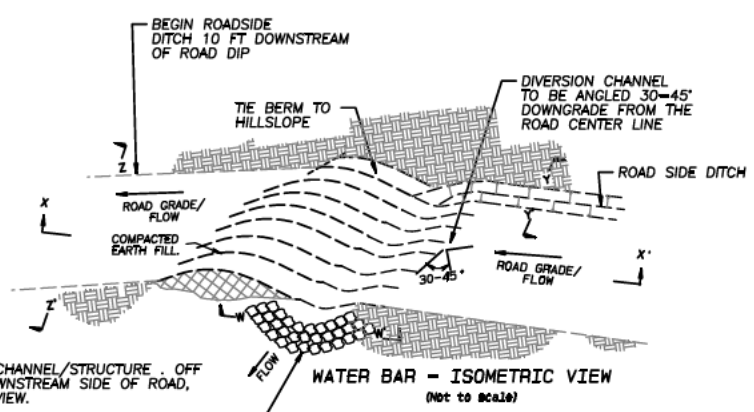 BEGIN ROADSIDE
DITCH 10 FT DOWNSTREAM
OF ROAD DIP
DIVERSION CHANNEL
TO BE ANGLED 30-45°
DOWNGRADE FROM THE
ROAD CENTER LINE
TIE BERM TO
HILLSLOPE
Z
Y'
ROAD SIDE DITCH
X
ROAD GRADE/
FLOW
Y
COMPACTED
EARTH FILL.
X'
30-45°
ROAD GRADE/
FLOW
Z'
W
W'
CHANNEL/STRUCTURE . OFF
WNSTREAM SIDE OF ROAD,
VIEW.
FLOW
WATER BAR - ISOMETRIC VIEW
(Not to scale)